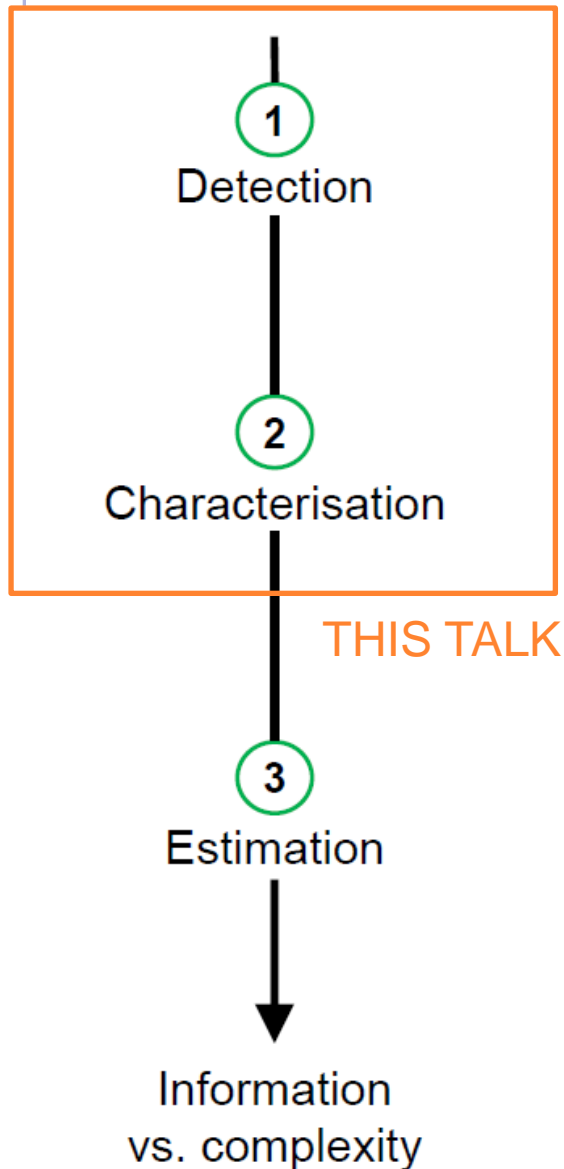 1
Detection
2
Characterisation
THIS TALK
3
Estimation
Information
vs. complexity